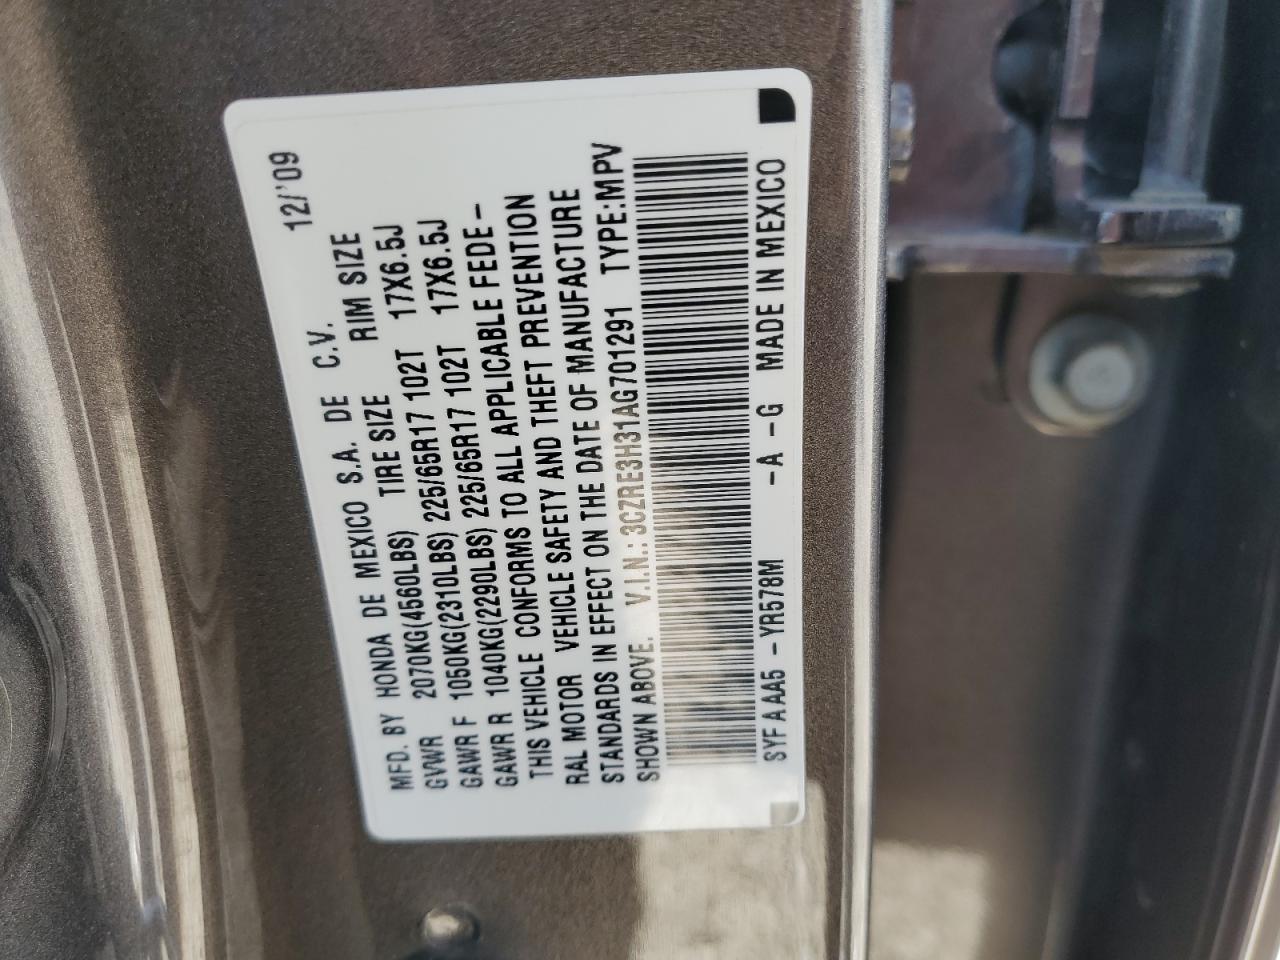 MFD. BY HONDA DE MEXICO S.A. DE C.V. 12/'09
GVWR 2070KG(4560LBS) TIRE SIZE RIM SIZE
GAWR F 1050KG(2310LBS) 225/65R17 102T 17X6.5J
GAWR R 1040KG(2290LBS) 225/65R17 102T 17X6.5J
THIS VEHICLE CONFORMS TO ALL APPLICABLE FEDE-
RAL MOTOR VEHICLE SAFETY AND THEFT PREVENTION
STANDARDS IN EFFECT ON THE DATE OF MANUFACTURE
SHOWN ABOVE. V.I.N.: 3CZRE3H31AG701291 TYPE:MPV
SYF A AA5 - YR578M -A -G MADE IN MEXICO